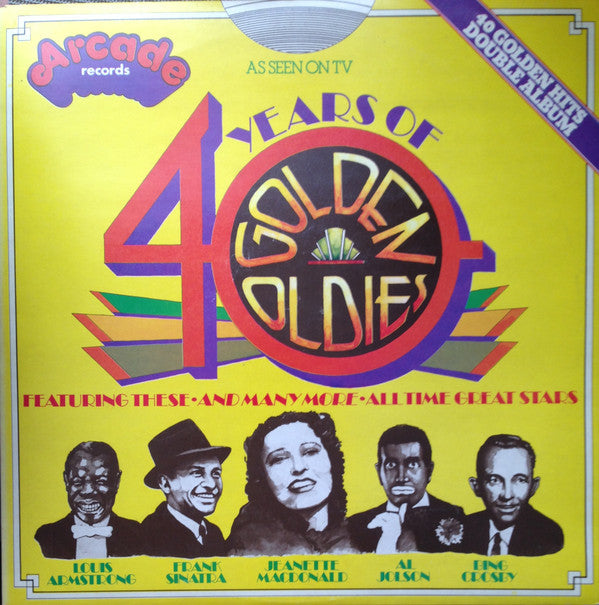 Arcade
records
AS SEEN ON TV
40 GOLDEN HITS
DOUBLE ALBUM
40 YEARS OF
GOLDEN
OLDIES
FEATURING THESE • AND MANY MORE • ALL TIME GREAT STARS
LOUIS
ARMSTRONG
FRANK
SINATRA
JEANETTE
MACDONALD
AL
JOLSON
BING
CROSBY